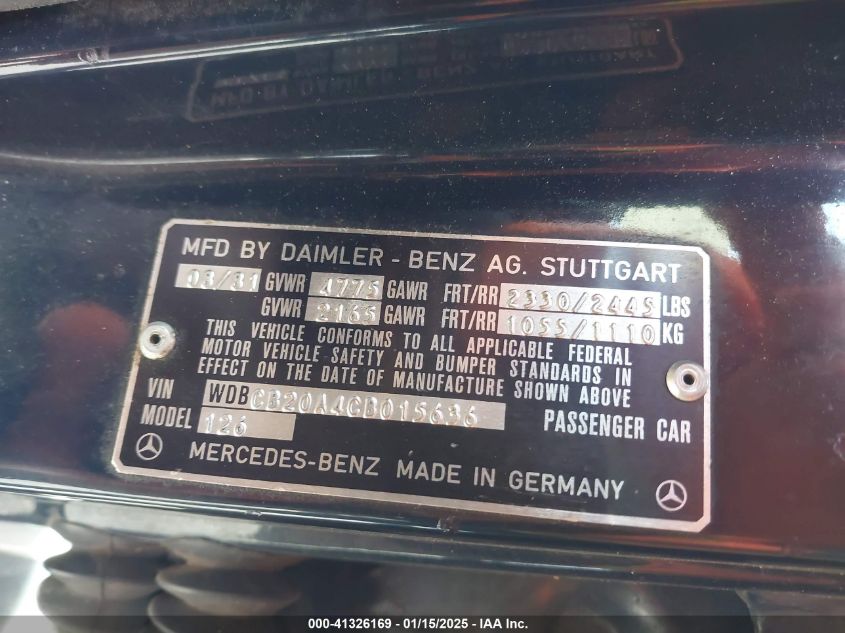 MFD BY DAIMLER - BENZ AG. STUTTGART
03/81 GVWR 4775 GAWR FRT/RR 2330/2445 LBS
GVWR 2165 GAWR FRT/RR 1055/1110 KG
THIS VEHICLE CONFORMS TO ALL APPLICABLE FEDERAL
MOTOR VEHICLE SAFETY AND BUMPER STANDARDS IN
EFFECT ON THE DATE OF MANUFACTURE SHOWN ABOVE
VIN WDBCB20A4CB015636
MODEL 126 PASSENGER CAR
MERCEDES-BENZ MADE IN GERMANY
000-41326169 - 01/15/2025 - IAA Inc.